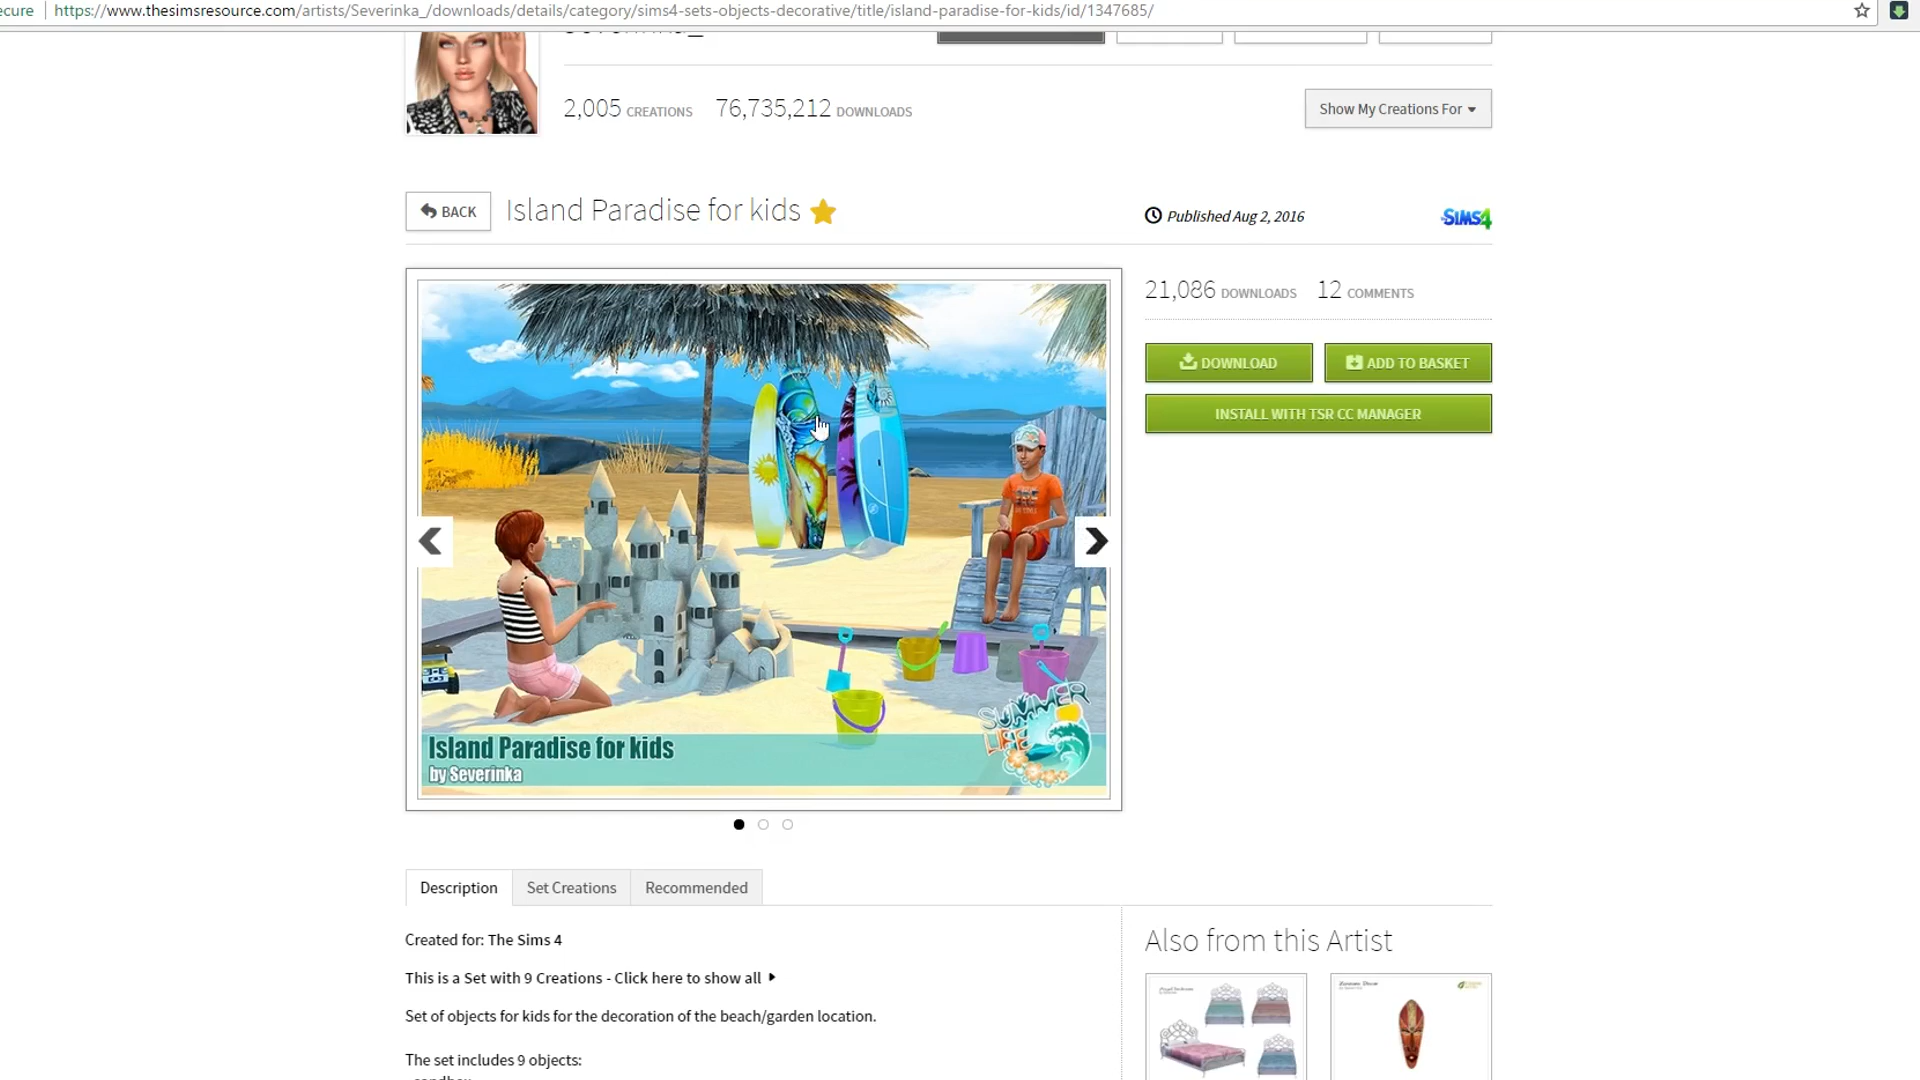 ecure https://www.thesimsresource.com/artists/Severinka_/downloads/details/category/sims4-sets-objects-decorative/title/island-paradise-for-kids/id/1347685/
2,005 CREATIONS 76,735,212 DOWNLOADS
Show My Creations For
BACK Island Paradise for kids
Published Aug 2, 2016
SIMS 4
21,086 DOWNLOADS 12 COMMENTS
DOWNLOAD
ADD TO BASKET
INSTALL WITH TSR CC MANAGER
SUMMER
LIFE
Island Paradise for kids
by Severinka
Description
Set Creations
Recommended
Created for: The Sims 4
This is a Set with 9 Creations - Click here to show all
Set of objects for kids for the decoration of the beach/garden location.
The set includes 9 objects:
Also from this Artist